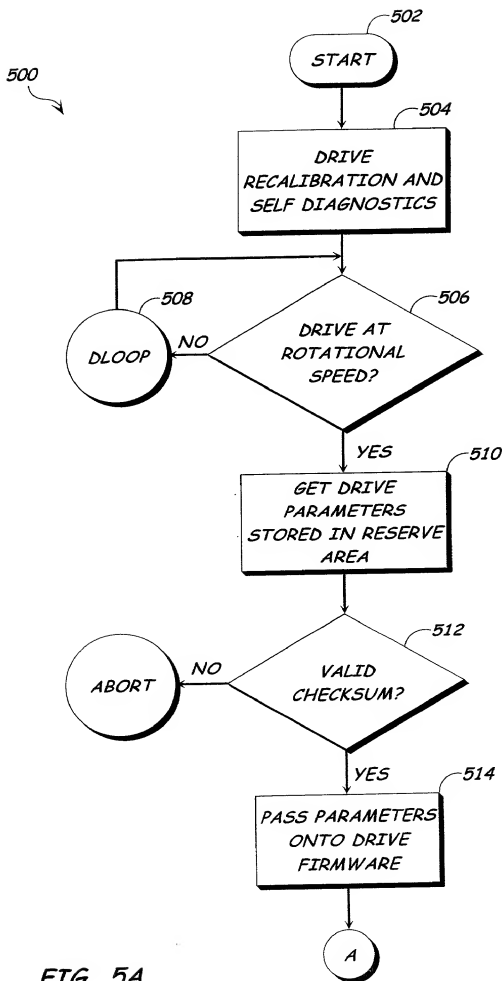 502
START
500
504
DRIVE
RECALIBRATION AND
SELF DIAGNOSTICS
508
506
DLOOP
NO
DRIVE AT
ROTATIONAL
SPEED?
YES
510
GET DRIVE
PARAMETERS
STORED IN RESERVE
AREA
512
ABORT
NO
VALID
CHECKSUM?
YES
514
PASS PARAMETERS
ONTO DRIVE
FIRMWARE
A
FIG. 5A